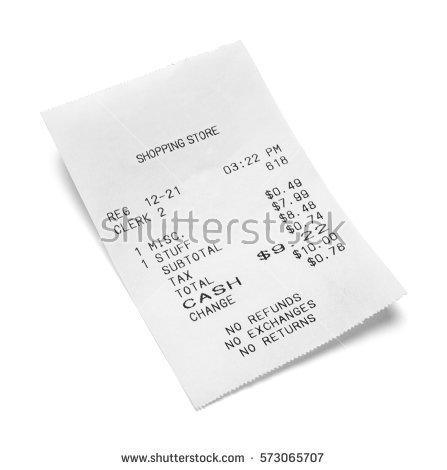 SHOPPING STORE
REG 12-21 03:22 PM
CLERK 2 618
1 MISC. $0.49
1 STUFF $7.99
SUBTOTAL $8.48
TAX $0.74
TOTAL $9.22
CASH $10.00
CHANGE $0.78
NO REFUNDS
NO EXCHANGES
NO RETURNS
shutterstock
www.shutterstock.com · 573065707